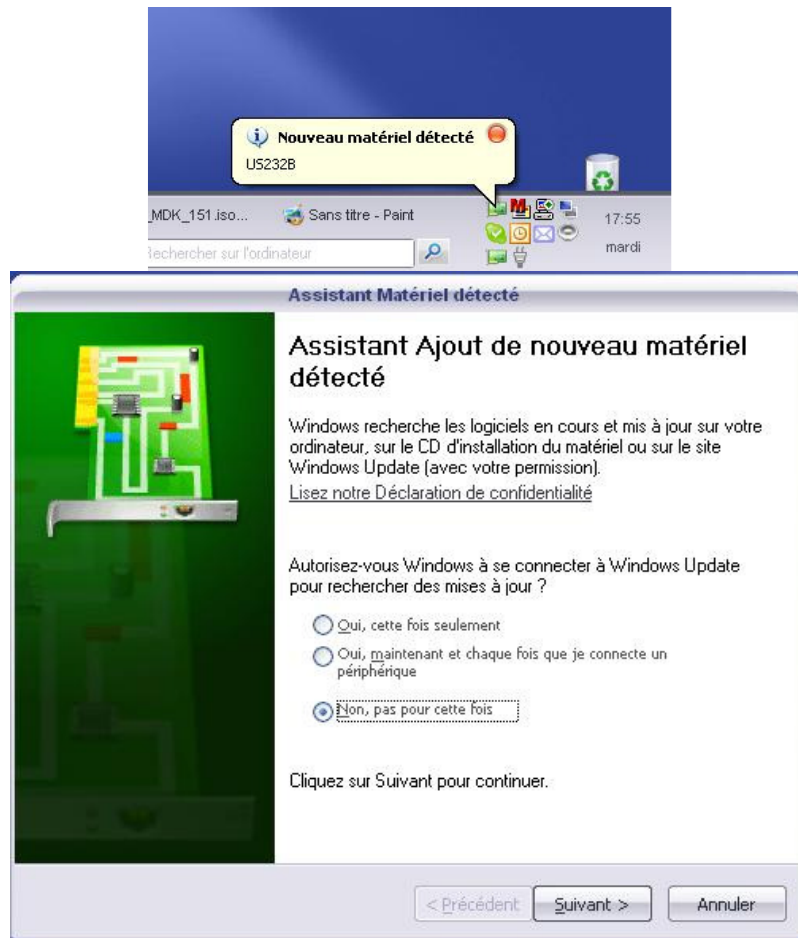 Nouveau matériel détecté
US232B
_MDK_151.iso...
Sans titre - Paint
17:55
Rechercher sur l'ordinateur
mardi
Assistant Matériel détecté
Assistant Ajout de nouveau matériel
détecté
Windows recherche les logiciels en cours et mis à jour sur votre
ordinateur, sur le CD d'installation du matériel ou sur le site
Windows Update (avec votre permission).
Lisez notre Déclaration de confidentialité
Autorisez-vous Windows à se connecter à Windows Update
pour rechercher des mises à jour ?
Oui, cette fois seulement
Oui, maintenant et chaque fois que je connecte un
périphérique
Non, pas pour cette fois
Cliquez sur Suivant pour continuer.
< Précédent
Suivant >
Annuler